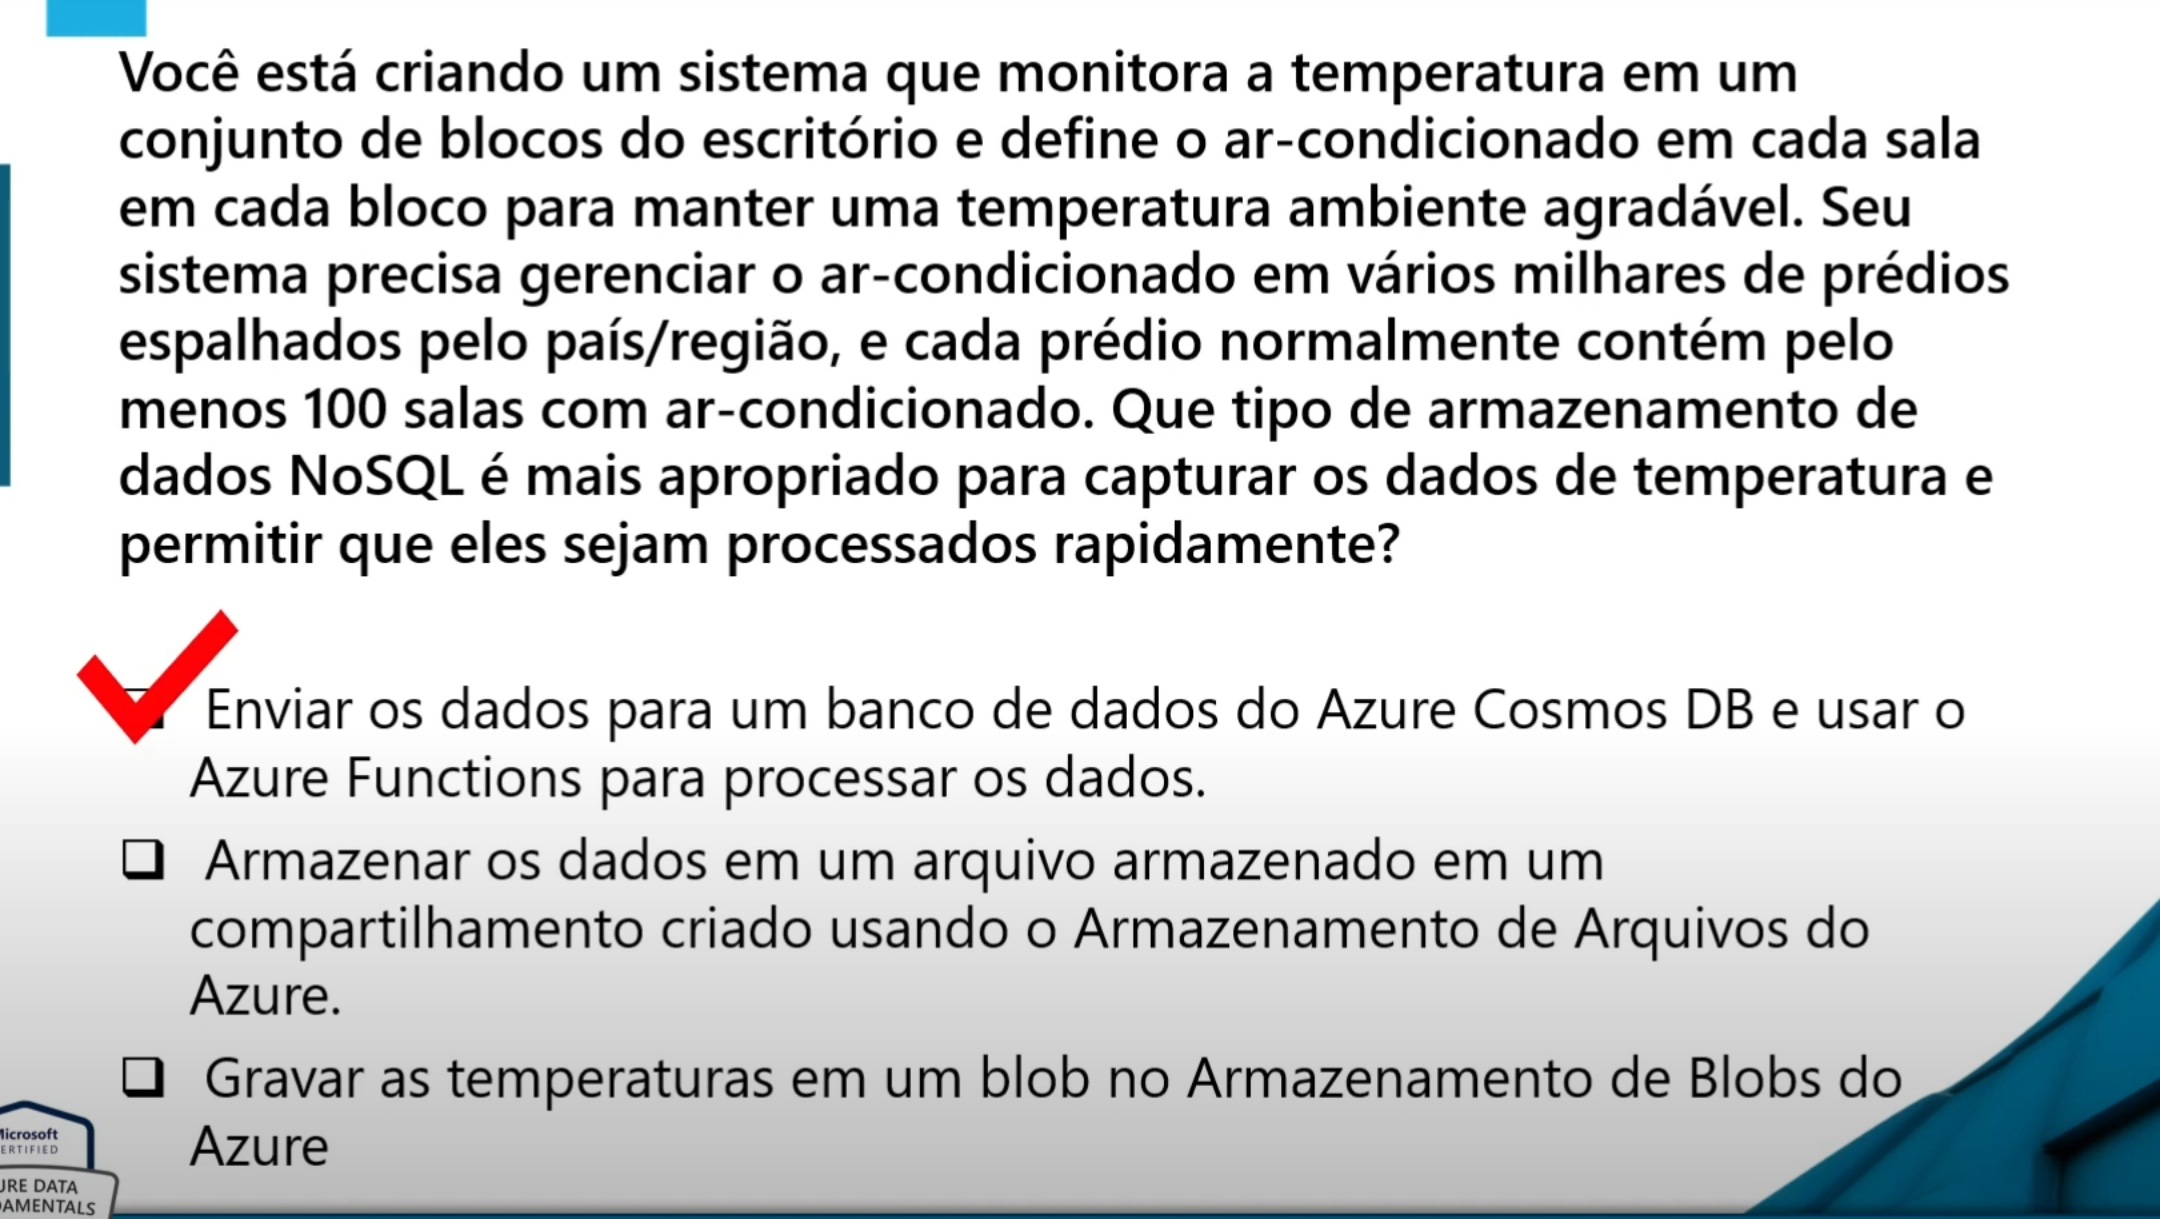 Você está criando um sistema que monitora a temperatura em um
conjunto de blocos do escritório e define o ar-condicionado em cada sala
em cada bloco para manter uma temperatura ambiente agradável. Seu
sistema precisa gerenciar o ar-condicionado em vários milhares de prédios
espalhados pelo país/região, e cada prédio normalmente contém pelo
menos 100 salas com ar-condicionado. Que tipo de armazenamento de
dados NoSQL é mais apropriado para capturar os dados de temperatura e
permitir que eles sejam processados rapidamente?
Enviar os dados para um banco de dados do Azure Cosmos DB e usar o
Azure Functions para processar os dados.
Armazenar os dados em um arquivo armazenado em um
compartilhamento criado usando o Armazenamento de Arquivos do
Azure.
Gravar as temperaturas em um blob no Armazenamento de Blobs do
Azure
Microsoft
ERTIFIED
URE DATA
DAMENTALS